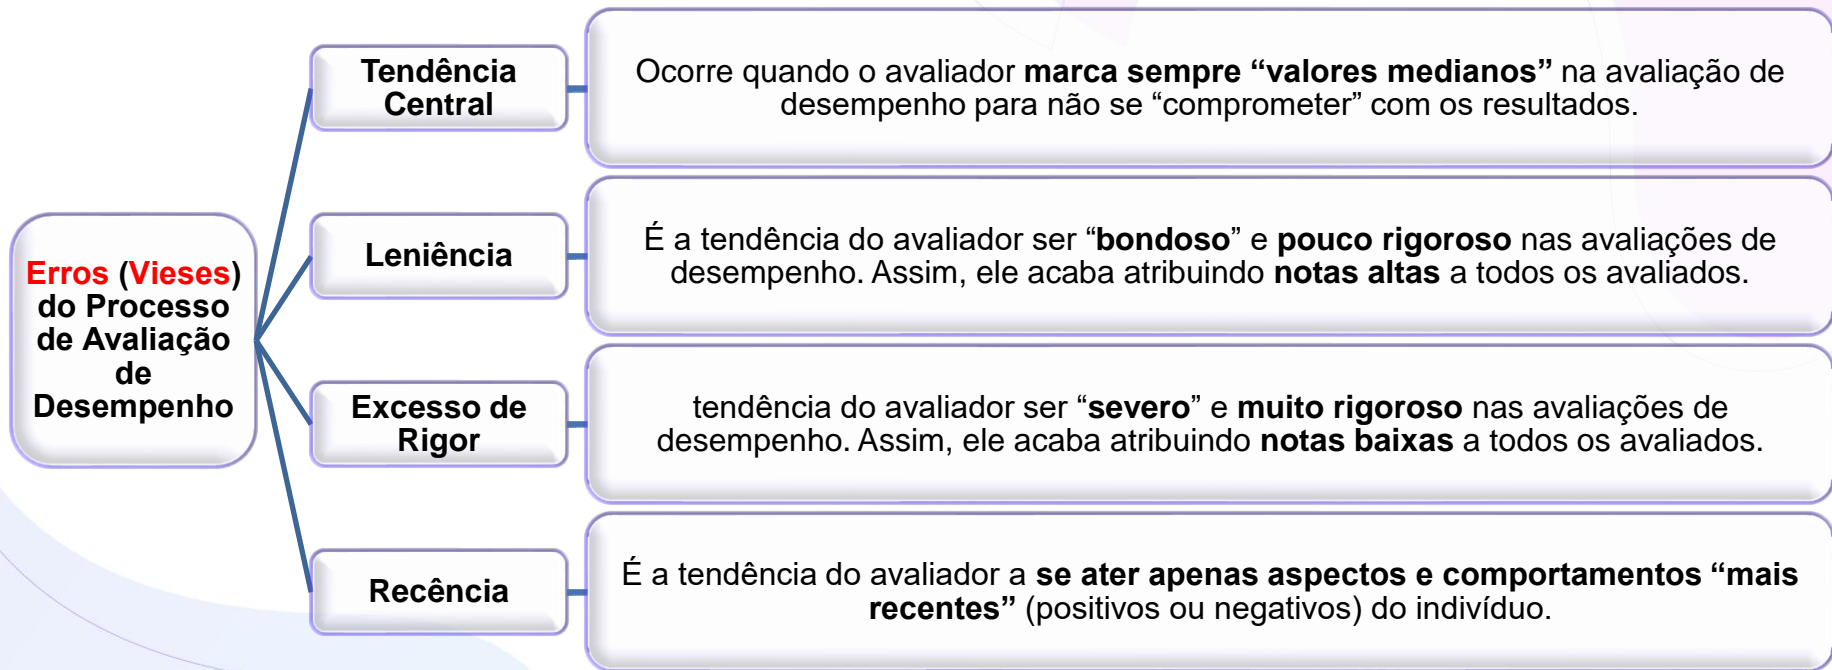 Erros (Vieses)
do Processo
de Avaliação
de
Desempenho
Tendência
Central
Ocorre quando o avaliador marca sempre “valores medianos” na avaliação de
desempenho para não se “comprometer” com os resultados.
Leniência
É a tendência do avaliador ser “bondoso” e pouco rigoroso nas avaliações de
desempenho. Assim, ele acaba atribuindo notas altas a todos os avaliados.
Excesso de
Rigor
tendência do avaliador ser “severo” e muito rigoroso nas avaliações de
desempenho. Assim, ele acaba atribuindo notas baixas a todos os avaliados.
Recência
É a tendência do avaliador a se ater apenas aspectos e comportamentos “mais
recentes” (positivos ou negativos) do indivíduo.